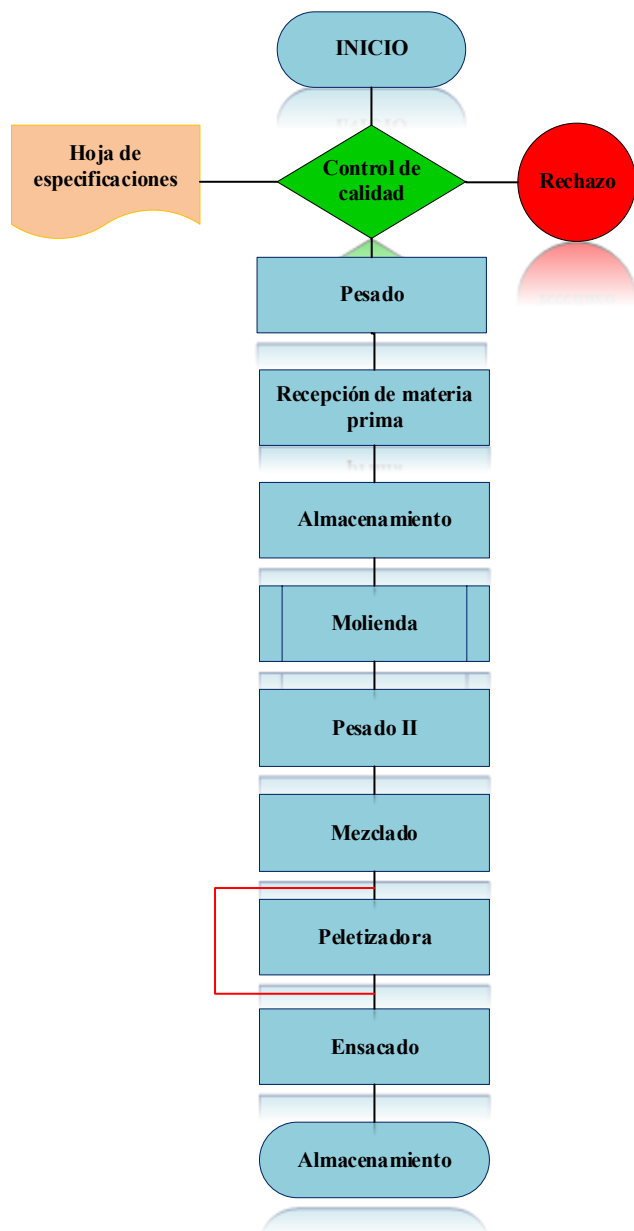 INICIO
Hoja de
especificaciones
Control de
calidad
Rechazo
Pesado
Recepción de materia
prima
Almacenamiento
Molienda
Pesado II
Mezclado
Peletizadora
Ensacado
Almacenamiento